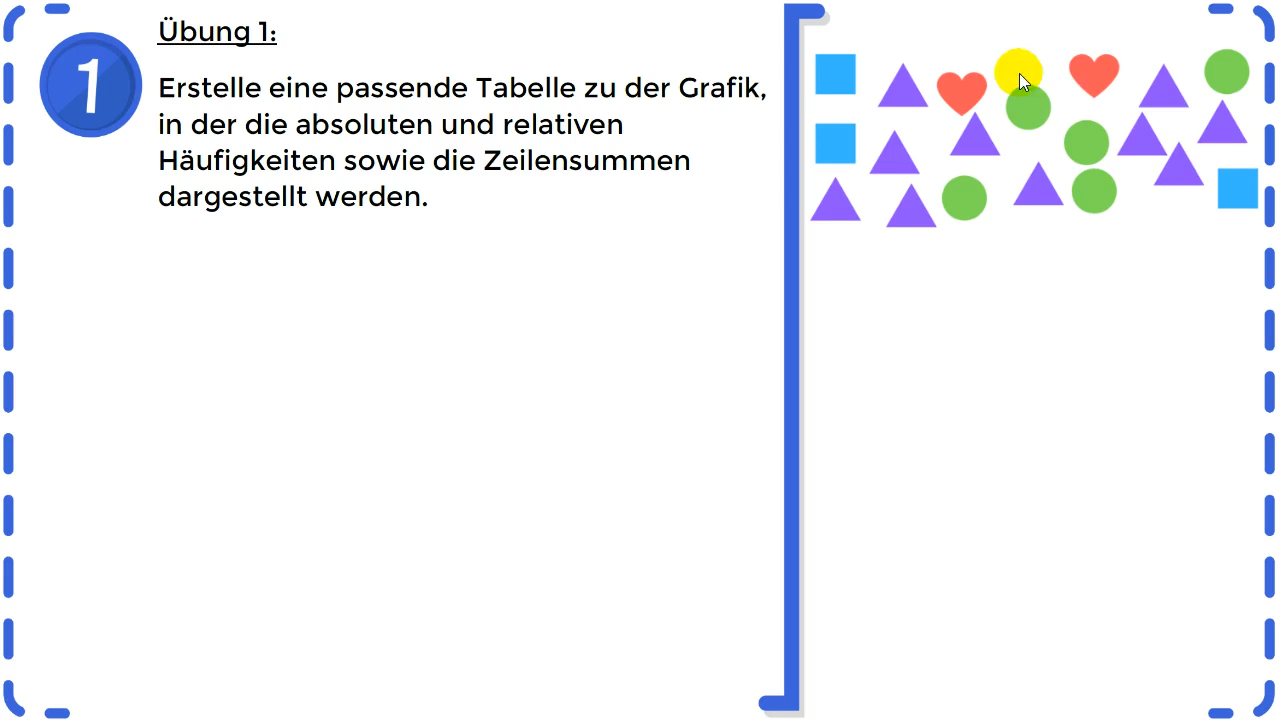 1
Übung 1:
Erstelle eine passende Tabelle zu der Grafik,
in der die absoluten und relativen
Häufigkeiten sowie die Zeilensummen
dargestellt werden.